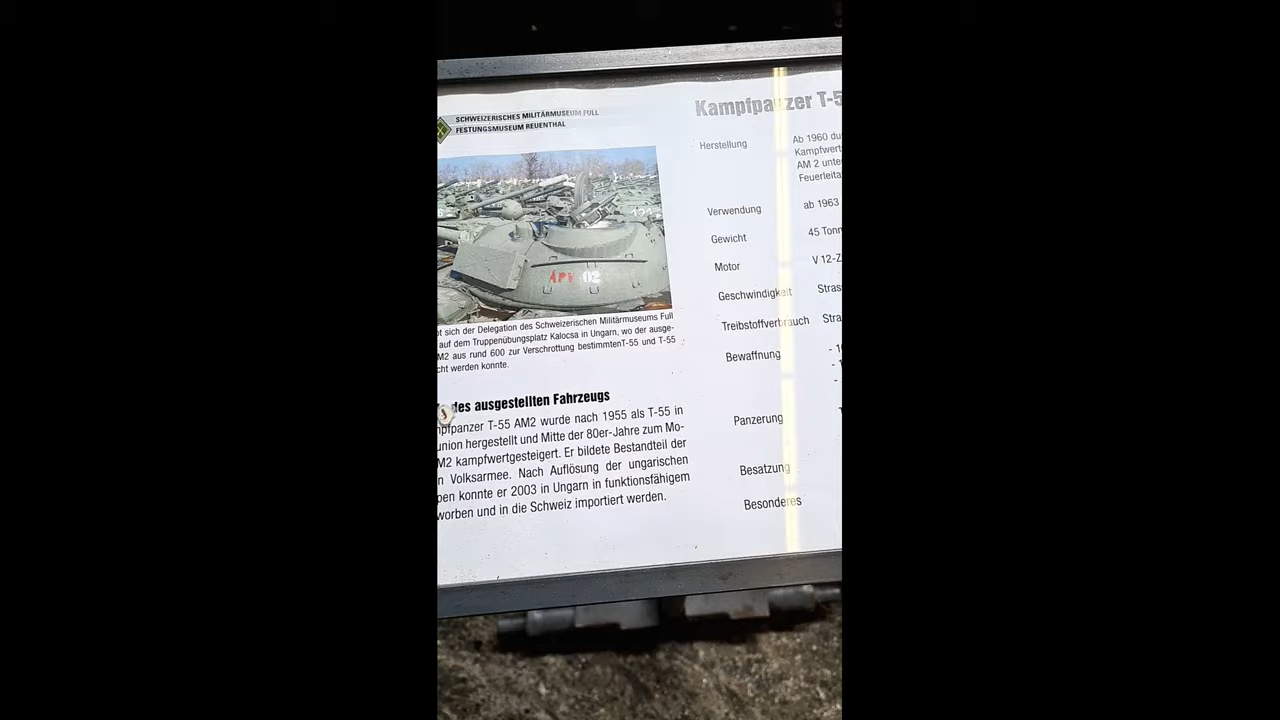 SCHWEIZERISCHES MILITÄRMUSEUM FULL
FESTUNGSMUSEUM REUENTHAL
APV 02
121
sich der Delegation des Schweizerischen Militärmuseums Full
auf dem Truppenübungsplatz Kalocsa in Ungarn, wo der ausge-
M2 aus rund 600 zur Verschrottung bestimmtenT-55 und T-55
cht werden konnte.
des ausgestellten Fahrzeugs
npfpanzer T-55 AM2 wurde nach 1955 als T-55 in
union hergestellt und Mitte der 80er-Jahre zum Mo-
M2 kampfwertgesteigert. Er bildete Bestandteil der
n Volksarmee. Nach Auflösung der ungarischen
pen konnte er 2003 in Ungarn in funktionsfähigem
worben und in die Schweiz importiert werden.
Kampfpanzer T-5
Herstellung Ab 1960 du
Kampfwert
AM 2 unte
Feuerleita
Verwendung ab 1963
Gewicht 45 Tonn
Motor V 12-Z
Geschwindigkeit Stras
Treibstoffverbrauch Stra
Bewaffnung - 1
-
-
Panzerung
Besatzung
Besonderes